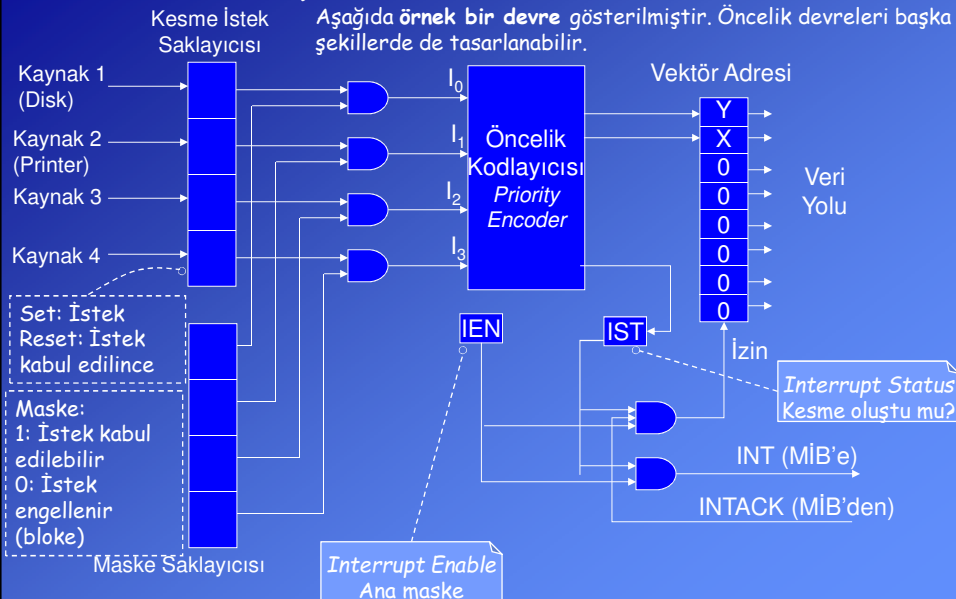 Aşağıda örnek bir devre gösterilmiştir. Öncelik devreleri başka
şekillerde de tasarlanabilir.
Kesme İstek
Saklayıcısı
Kaynak 1
(Disk)
Kaynak 2
(Printer)
Kaynak 3
Kaynak 4
I0
I1
I2
I3
Öncelik
Kodlayıcısı
Priority
Encoder
Vektör Adresi
Y
X
0
0
0
0
0
0
Veri
Yolu
Set: İstek
Reset: İstek
kabul edilince
Maske:
1: İstek kabul
edilebilir
0: İstek
engellenir
(bloke)
Maske Saklayıcısı
IEN
IST
İzin
Interrupt Status
Kesme oluştu mu?
INT (MİB'e)
INTACK (MİB'den)
Interrupt Enable
Ana maske